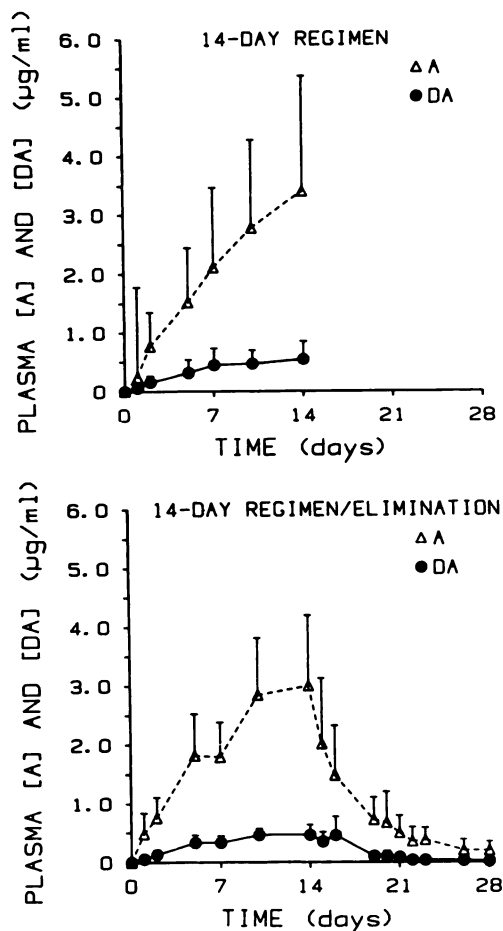 14-DAY REGIMEN
A
DA
PLASMA [A] AND [DA] (µg/ml)
6.0
5.0
4.0
3.0
2.0
1.0
0
0 7 14 21 28
TIME (days)
14-DAY REGIMEN/ELIMINATION
A
DA
PLASMA [A] AND [DA] (µg/ml)
6.0
5.0
4.0
3.0
2.0
1.0
0
0 7 14 21 28
TIME (days)